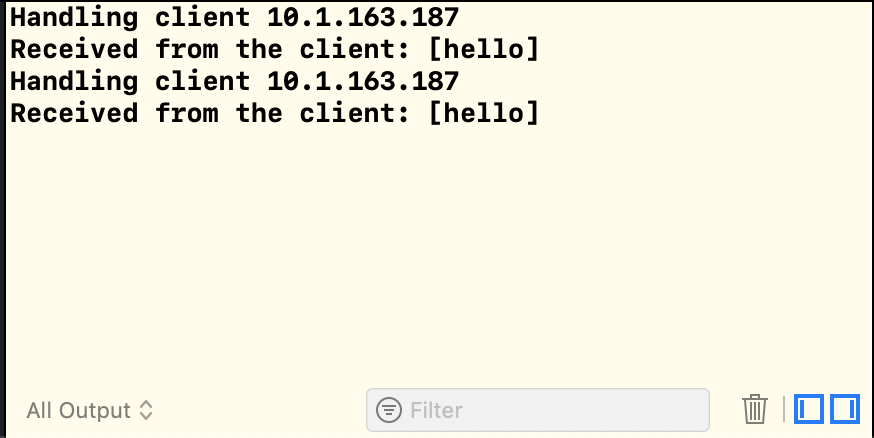 Handling client 10.1.163.187
Received from the client: [hello]
Handling client 10.1.163.187
Received from the client: [hello]
All Output Filter